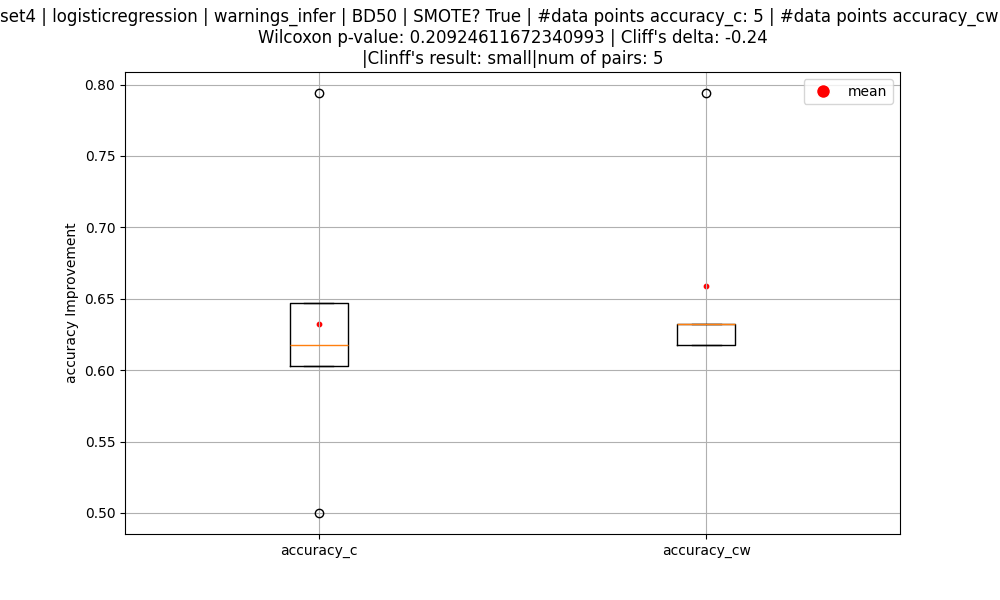 set4 | logisticregression | warnings_infer | BD50 | SMOTE? True | #data points accuracy_c: 5 | #data points accuracy_cw
Wilcoxon p-value: 0.20924611672340993 | Cliff's delta: -0.24
|Clinff's result: small|num of pairs: 5
mean
0.80
0.75
0.70
0.65
0.60
0.55
0.50
accuracy Improvement
accuracy_c
accuracy_cw